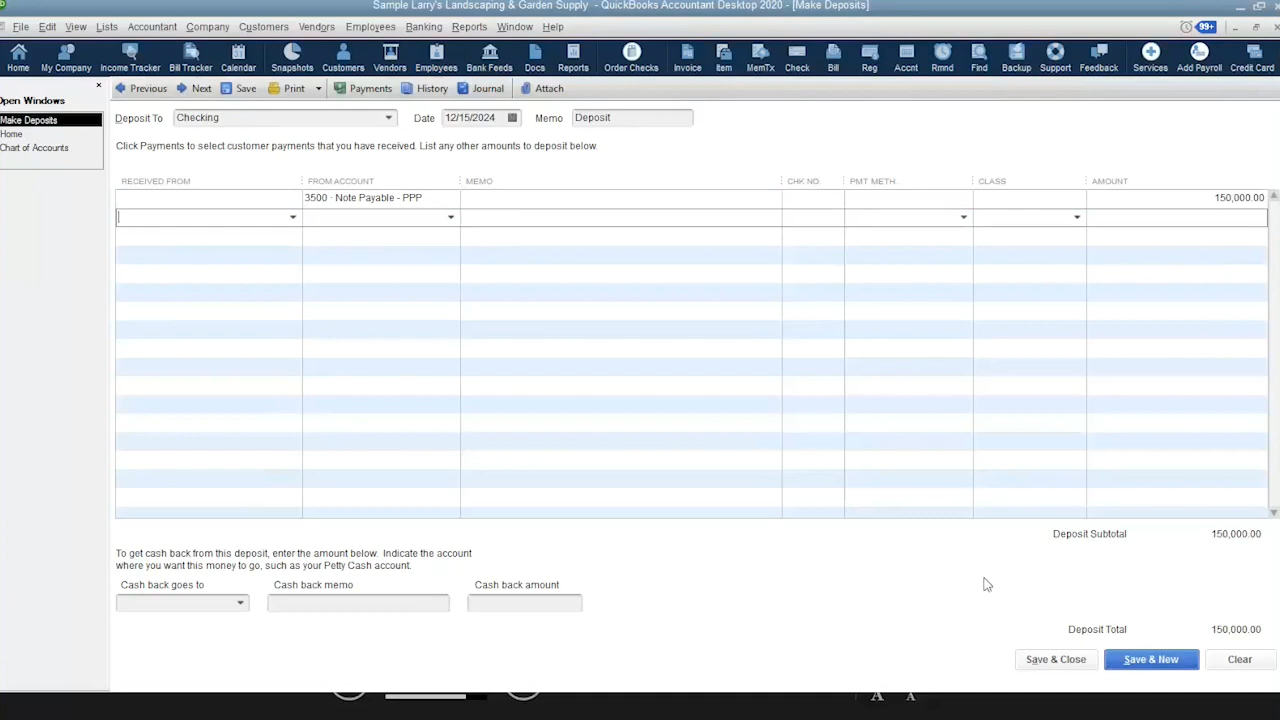 Sample Larry's Landscaping & Garden Supply - QuickBooks Accountant Desktop 2020 - [Make Deposits]
File Edit View Lists Accountant Company Customers Vendors Employees Banking Reports Window Help
99+
Home My Company Income Tracker Bill Tracker Calendar Snapshots Customers Vendors Employees Bank Feeds Docs Reports Order Checks Invoice Item MemTx Check Bill Reg Accnt Rmnd Find Backup Support Feedback Services Add Payroll Credit Card
Previous Next Save Print Payments History Journal Attach
Open Windows
Make Deposits
Home
Chart of Accounts
Deposit To Checking Date 12/15/2024 Memo Deposit
Click Payments to select customer payments that you have received. List any other amounts to deposit below.
RECEIVED FROM FROM ACCOUNT MEMO CHK NO. PMT METH. CLASS AMOUNT
3500 · Note Payable - PPP 150,000.00
Deposit Subtotal 150,000.00
To get cash back from this deposit, enter the amount below. Indicate the account
where you want this money to go, such as your Petty Cash account.
Cash back goes to Cash back memo Cash back amount
Deposit Total 150,000.00
Save & Close Save & New Clear
A A